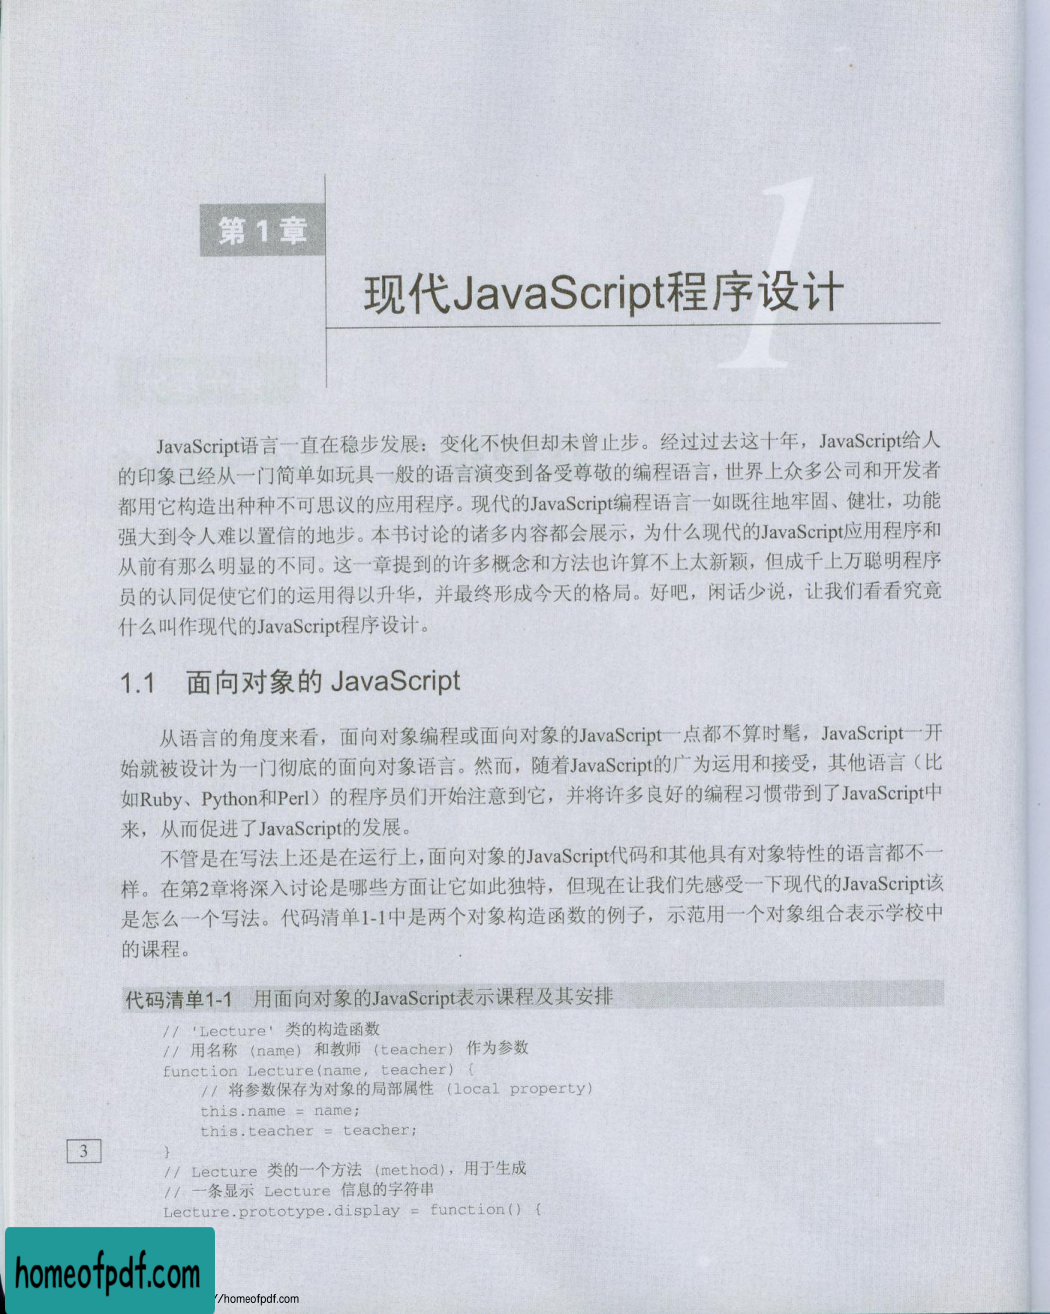 第1章
1
现代JavaScript程序设计
JavaScript语言一直在稳步发展：变化不快但却未曾止步。经过过去这十年，JavaScript给人
的印象已经从一门简单如玩具一般的语言演变到备受尊敬的编程语言，世界上众多公司和开发者
都用它构造出种种不可思议的应用程序。现代的JavaScript编程语言一如既往地牢固、健壮，功能
强大到令人难以置信的地步。本书讨论的诸多内容都会展示，为什么现代的JavaScript应用程序和
从前有那么明显的不同。这一章提到的许多概念和方法也许算不上太新颖，但成千上万聪明程序
员的认同促使它们的运用得以升华，并最终形成今天的格局。好吧，闲话少说，让我们看看究竟
什么叫作现代的JavaScript程序设计。
1.1 面向对象的 JavaScript
从语言的角度来看，面向对象编程或面向对象的JavaScript一点都不算时髦，JavaScript一开
始就被设计为一门彻底的面向对象语言。然而，随着JavaScript的广为运用和接受，其他语言（比
如Ruby、Python和Perl）的程序员们开始注意到它，并将许多良好的编程习惯带到了JavaScript中
来，从而促进了JavaScript的发展。
不管是在写法上还是在运行上，面向对象的JavaScript代码和其他具有对象特性的语言都不一
样。在第2章将深入讨论是哪些方面让它如此独特，但现在让我们先感受一下现代的JavaScript该
是怎么一个写法。代码清单1-1中是两个对象构造函数的例子，示范用一个对象组合表示学校中
的课程。
代码清单1-1 用面向对象的JavaScript表示课程及其安排
// 'Lecture' 类的构造函数
// 用名称 (name) 和教师 (teacher) 作为参数
function Lecture(name, teacher) {
// 将参数保存为对象的局部属性 (local property)
this.name = name;
this.teacher = teacher;
}
3
// Lecture 类的一个方法 (method)，用于生成
// 一条显示 Lecture 信息的字符串
Lecture.prototype.display = function() {
homeofpdf.com
//homeofpdf.com